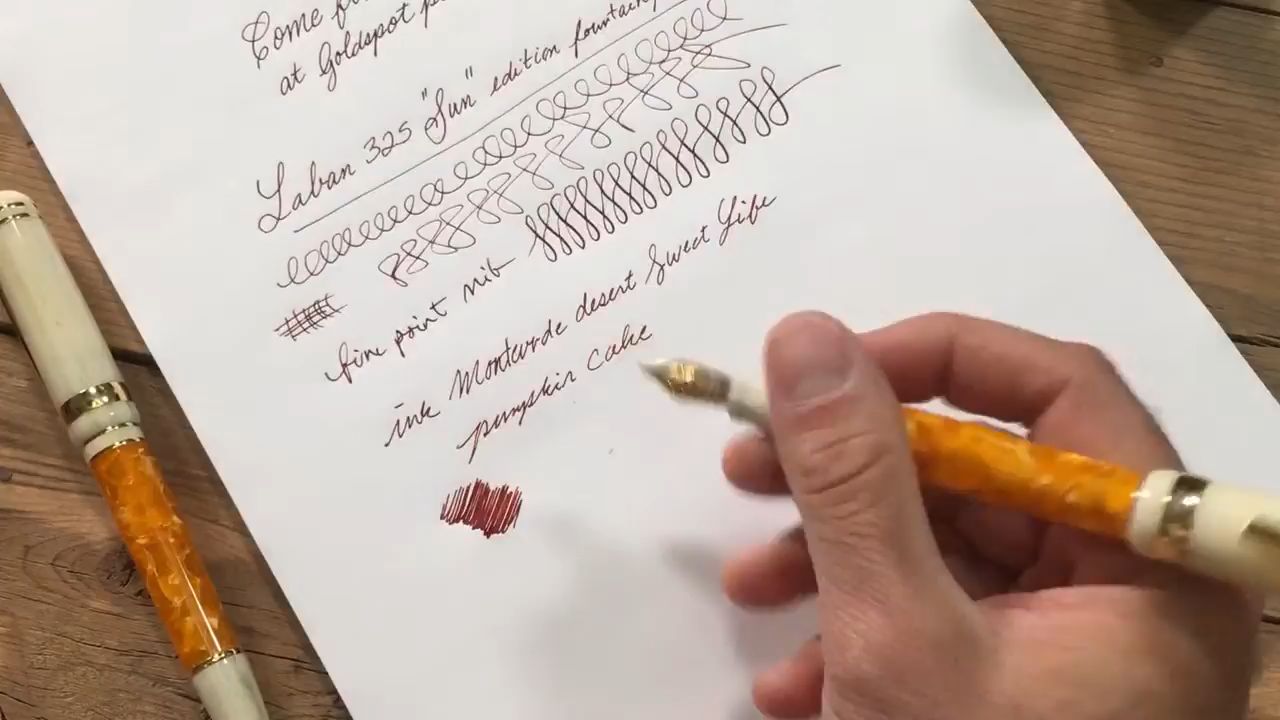 Come
at Goldspot
Laban 325 "Sun" edition fountain
fine point nib
ink Monteverde desert Sweet Life
pumpkin cake